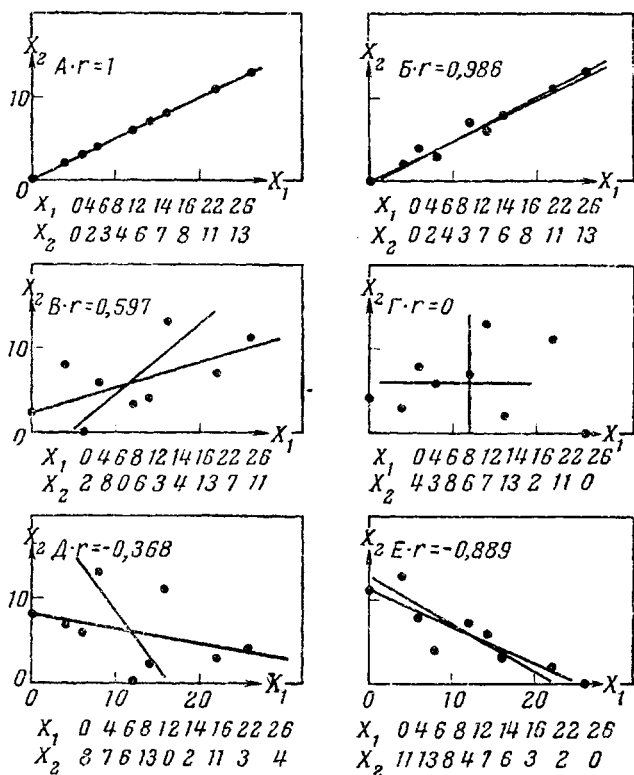 X₂ А·r=1
10
0
X₁
X₁ 0 4 6 8 12 14 16 22 26
X₂ 0 2 3 4 6 7 8 11 13
X₂
Б·r=0,986
X₁
X₁ 0 4 6 8 12 14 16 22 26
X₂ 0 2 4 3 7 6 8 11 13
X₂
В·r=0,597
10
0
X₁
X₁ 0 4 6 8 12 14 16 22 26
X₂ 2 8 0 6 3 4 13 7 11
X₂
Г·r=0
X₁
X₁ 0 4 6 8 12 14 16 22 26
X₂ 4 3 8 6 7 13 2 11 0
X₂ Д·r=-0,368
10
0 20 X₁
X₁ 0 4 6 8 12 14 16 22 26
X₂ 8 7 6 13 0 2 11 3 4
X₂ Е·r=-0,889
X₁
0 10 20
X₁ 0 4 6 8 12 14 16 22 26
X₂ 11 13 8 4 7 6 3 2 0